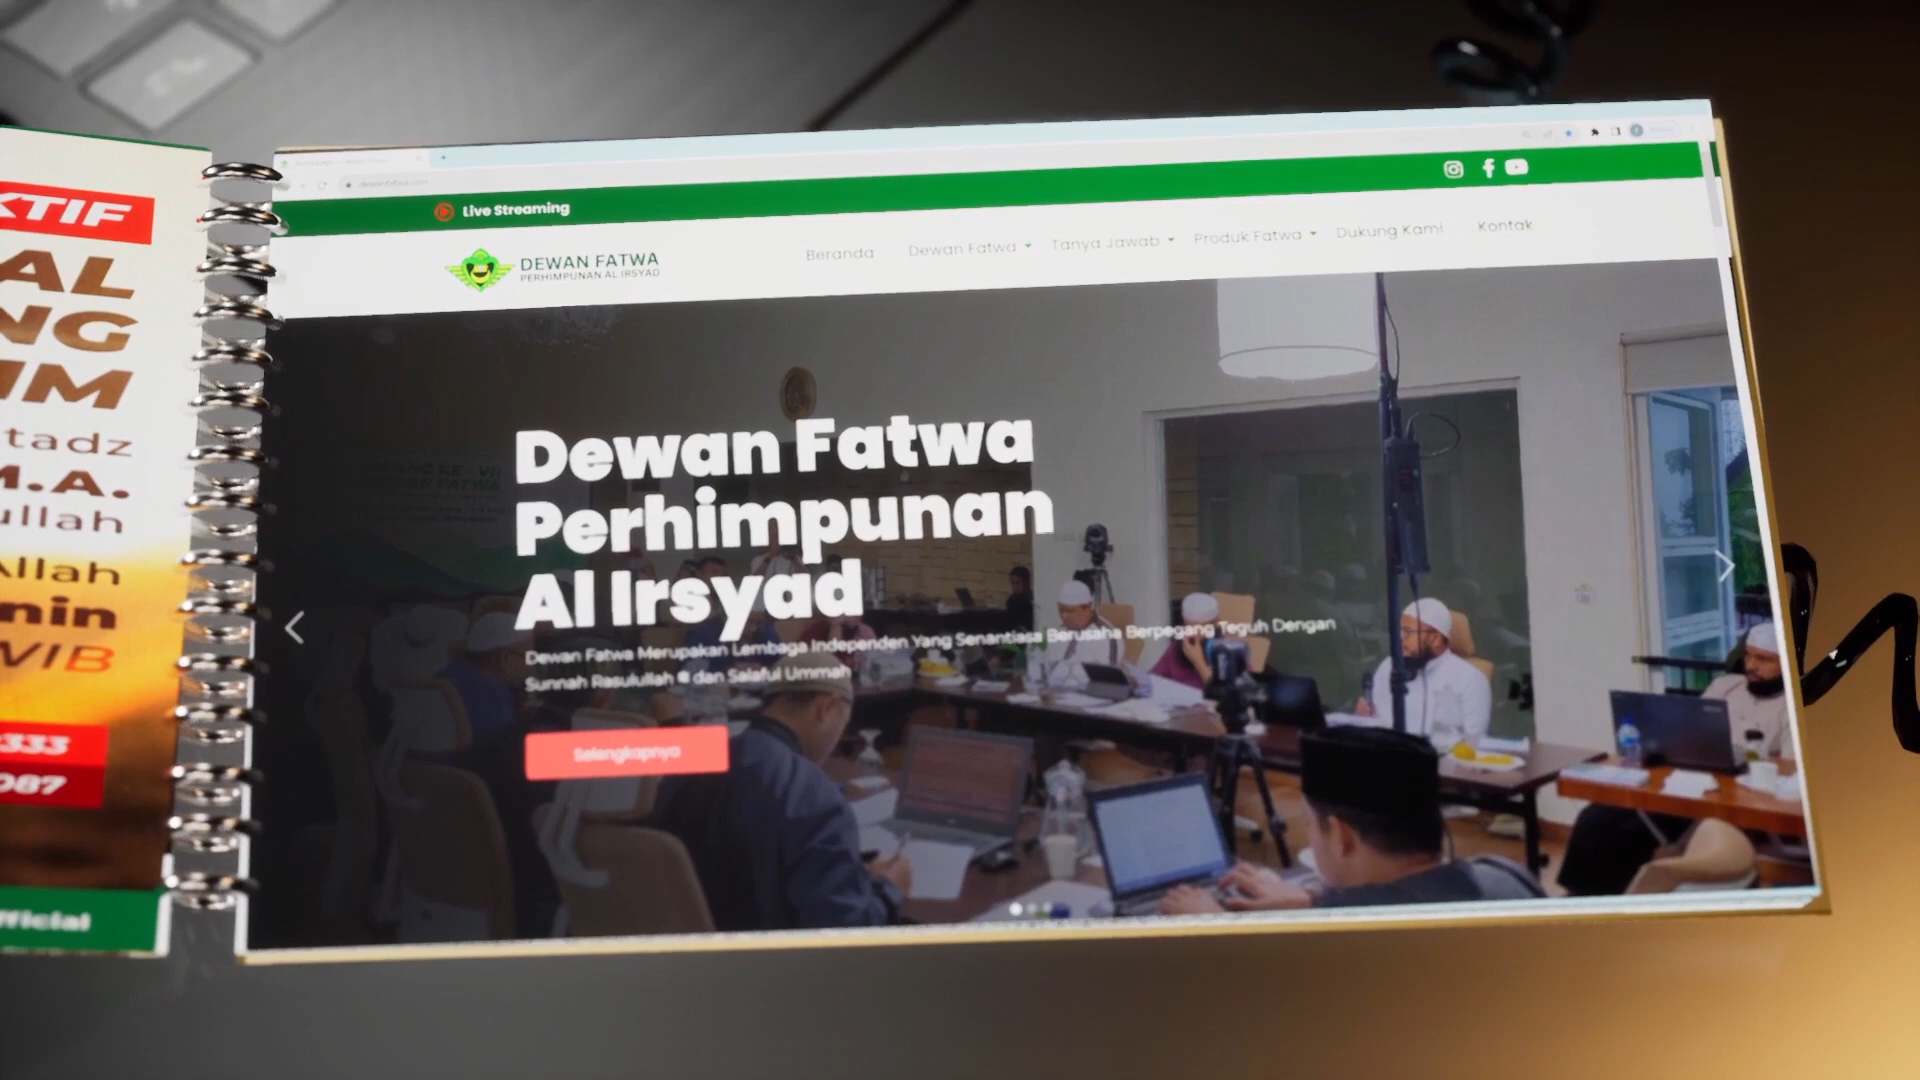 KTIF
AL
NG
IM
tadz
M.A.
ullah
Allah
nin
WIB
333
087
fficial
Live Streaming
DEWAN FATWA
PERHIMPUNAN AL IRSYAD
Beranda
Dewan Fatwa
Tanya Jawab
Produk Fatwa
Dukung Kami
Kontak
Dewan Fatwa
Perhimpunan
Al Irsyad
Dewan Fatwa Merupakan Lembaga Independen Yang Senantiasa Berusaha Berpegang Teguh Dengan
Sunnah Rasulullah ﷺ dan Salaful Ummah
Selengkapnya